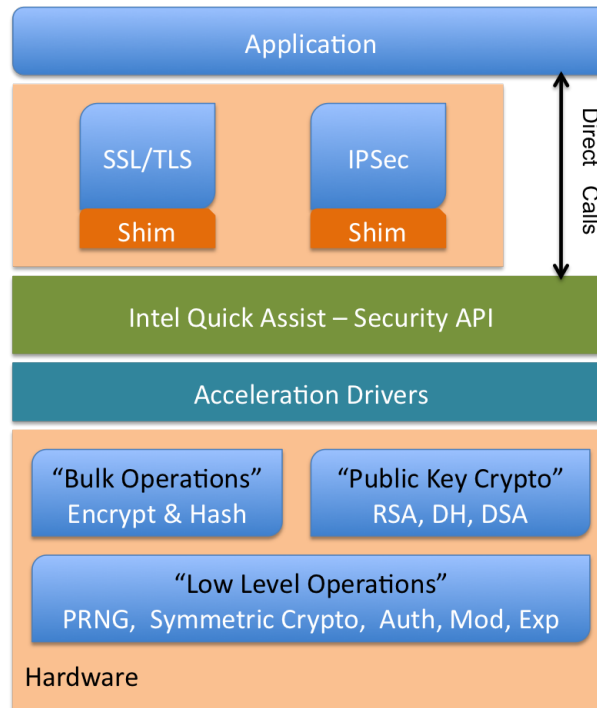 Application
SSL/TLS
IPSec
Shim
Shim
Direct Calls
Intel Quick Assist – Security API
Acceleration Drivers
“Bulk Operations”
Encrypt & Hash
“Public Key Crypto”
RSA, DH, DSA
“Low Level Operations”
PRNG, Symmetric Crypto, Auth, Mod, Exp
Hardware